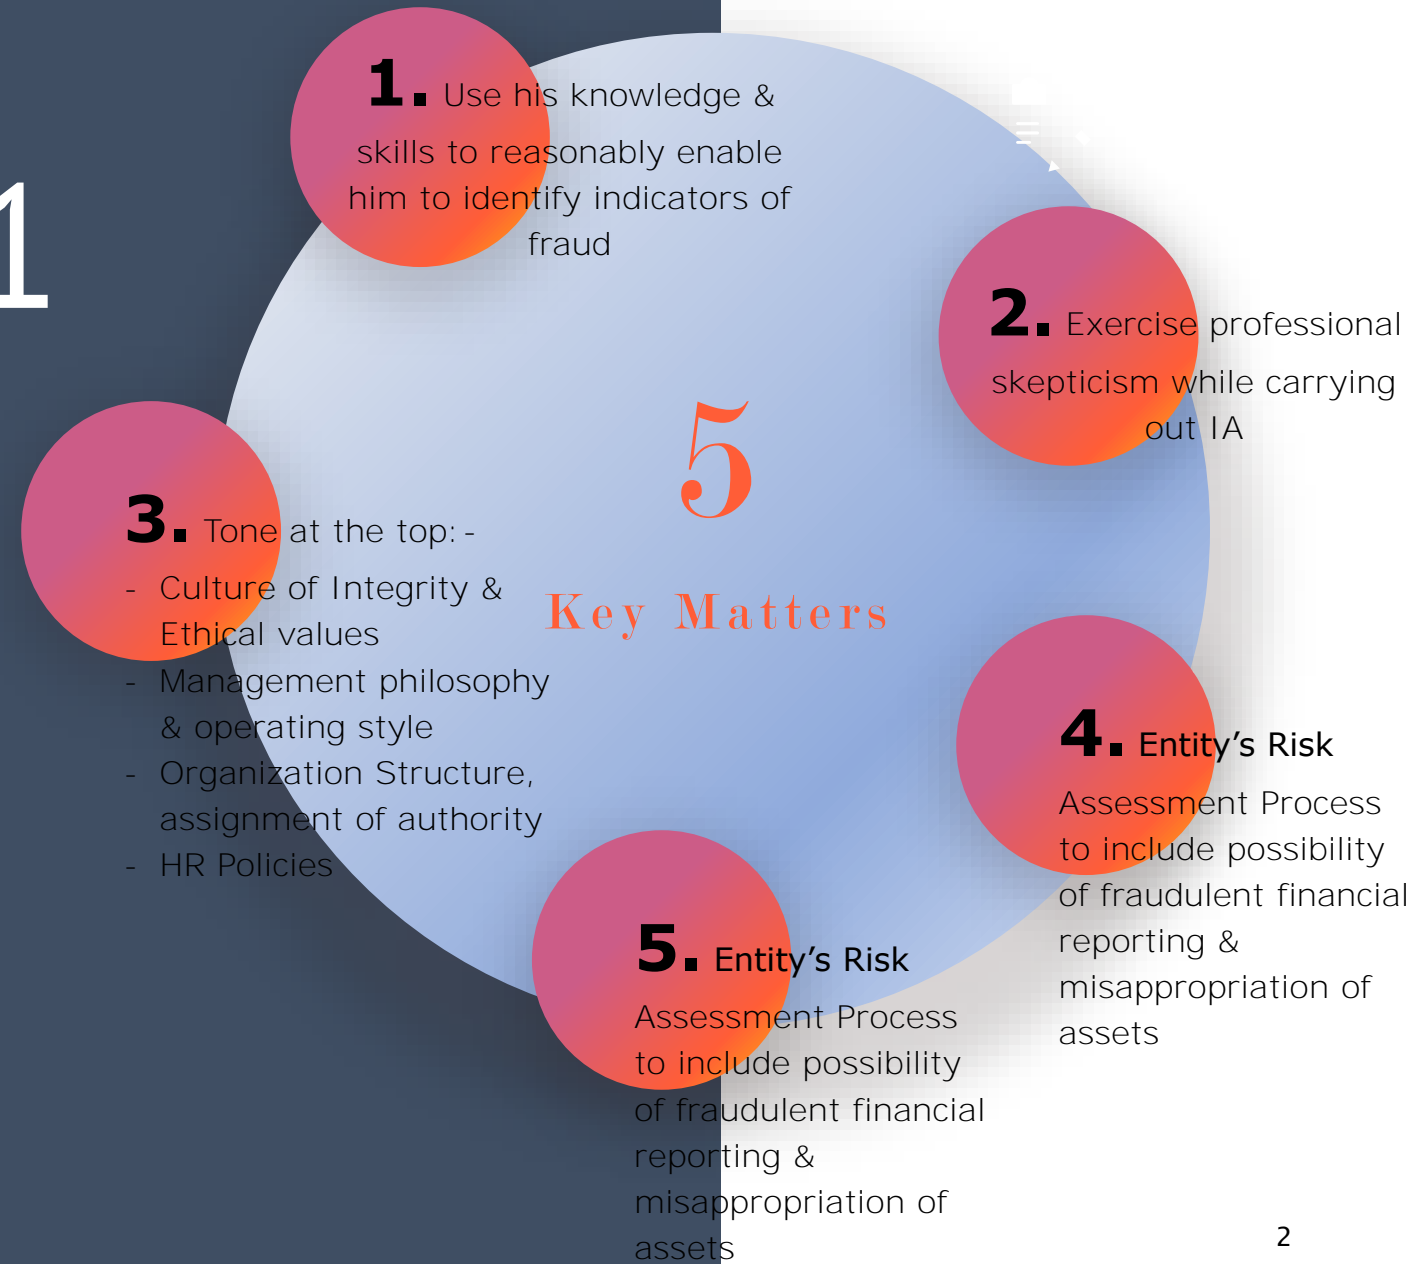 1
1. Use his knowledge &
skills to reasonably enable
him to identify indicators of
fraud
2. Exercise professional
skepticism while carrying
out IA
5
Key Matters
3. Tone at the top:-
- Culture of Integrity &
Ethical values
- Management philosophy
& operating style
- Organization Structure,
assignment of authority
- HR Policies
4. Entity’s Risk
Assessment Process
to include possibility
of fraudulent financial
reporting &
misappropriation of
assets
5. Entity’s Risk
Assessment Process
to include possibility
of fraudulent financial
reporting &
misappropriation of
assets
2